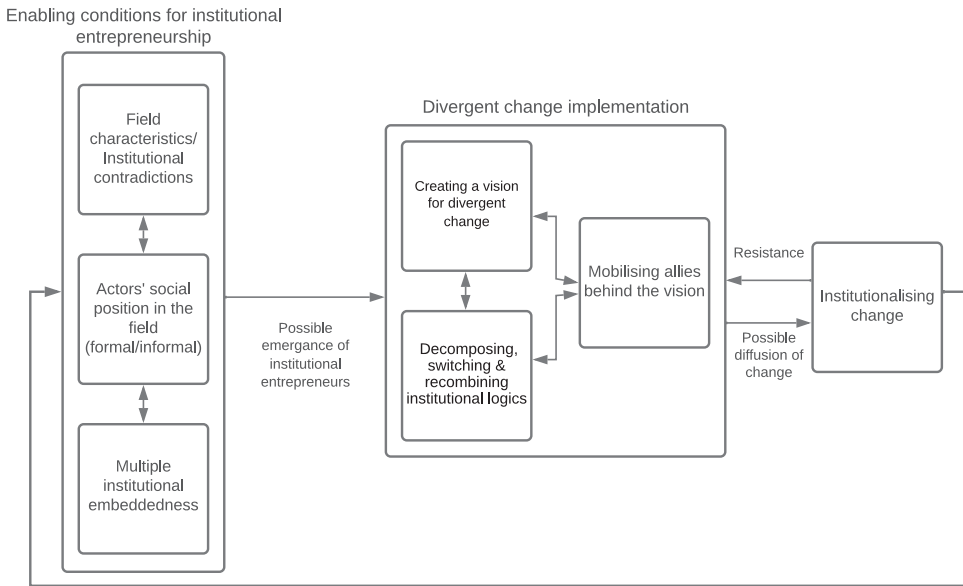 Enabling conditions for institutional
entrepreneurship
Field
characteristics/
Institutional
contradictions
Actors' social
position in the
field
(formal/informal)
Multiple
institutional
embeddedness
Possible
emergance of
institutional
entrepreneurs
Divergent change implementation
Creating a vision
for divergent
change
Decomposing,
switching &
recombining
institutional logics
Mobilising allies
behind the vision
Resistance
Possible
diffusion of
change
Institutionalising
change